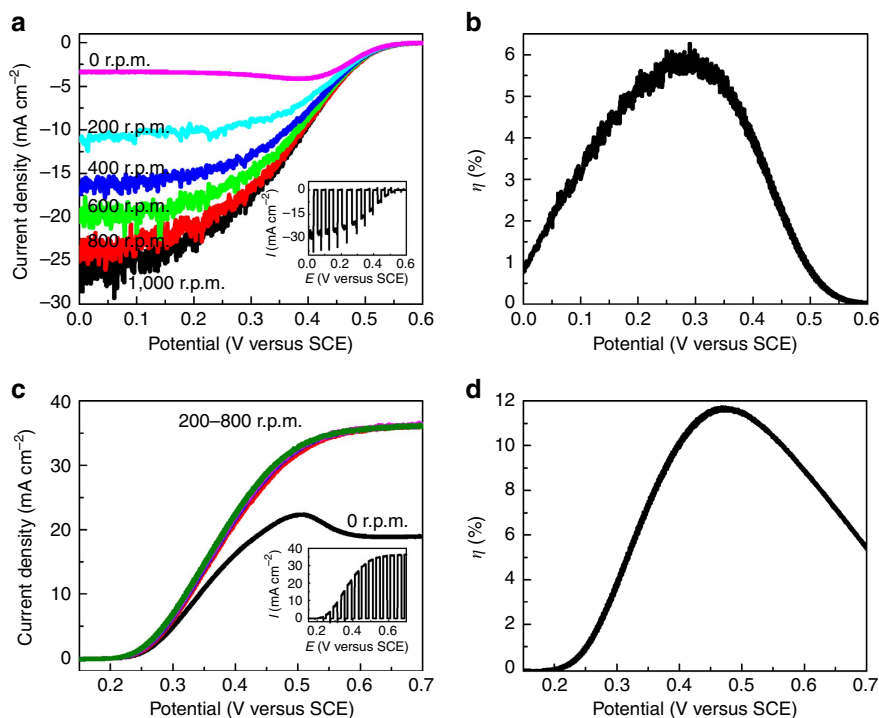 a
0
−5
−10
−15
−20
−25
−30
Current density (mA cm−2)
0 r.p.m.
200 r.p.m.
400 r.p.m.
600 r.p.m.
800 r.p.m.
1,000 r.p.m.
0
−15
−30
I (mA cm−2)
0.0 0.2 0.4 0.6
E (V versus SCE)
0.0 0.1 0.2 0.3 0.4 0.5 0.6
Potential (V versus SCE)
b
6
5
4
3
2
1
0
η (%)
0.0 0.1 0.2 0.3 0.4 0.5 0.6
Potential (V versus SCE)
c
40
30
20
10
0
Current density (mA cm−2)
200–800 r.p.m.
0 r.p.m.
40
30
20
10
0
I (mA cm−2)
0.2 0.4 0.6
E (V versus SCE)
0.2 0.3 0.4 0.5 0.6 0.7
Potential (V versus SCE)
d
12
10
8
6
4
2
0
η (%)
0.2 0.3 0.4 0.5 0.6 0.7
Potential (V versus SCE)